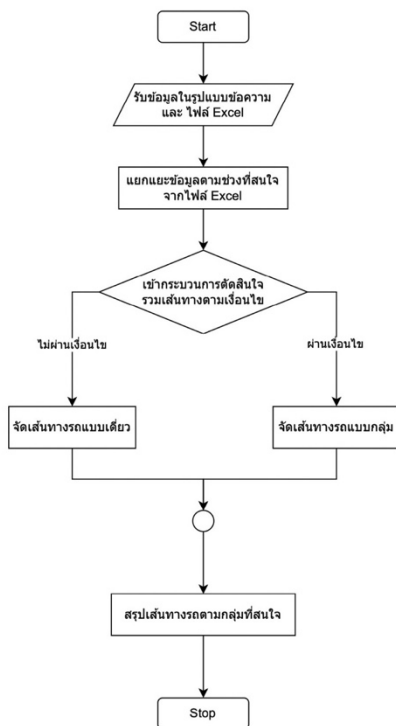 Start
รับข้อมูลในรูปแบบข้อความ
และ ไฟล์ Excel
แยกแยะข้อมูลตามช่วงที่สนใจ
จากไฟล์ Excel
เข้ากระบวนการตัดสินใจ
รวมเส้นทางตามเงื่อนไข
ไม่ผ่านเงื่อนไข
ผ่านเงื่อนไข
จัดเส้นทางรถแบบเดี่ยว
จัดเส้นทางรถแบบกลุ่ม
สรุปเส้นทางรถตามกลุ่มที่สนใจ
Stop